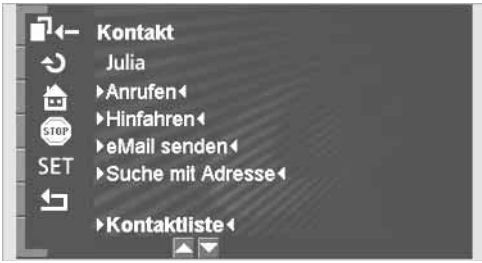 Kontakt
Julia
Anrufen
Hinfahren
STOP
eMail senden
SET
Suche mit Adresse
Kontaktliste